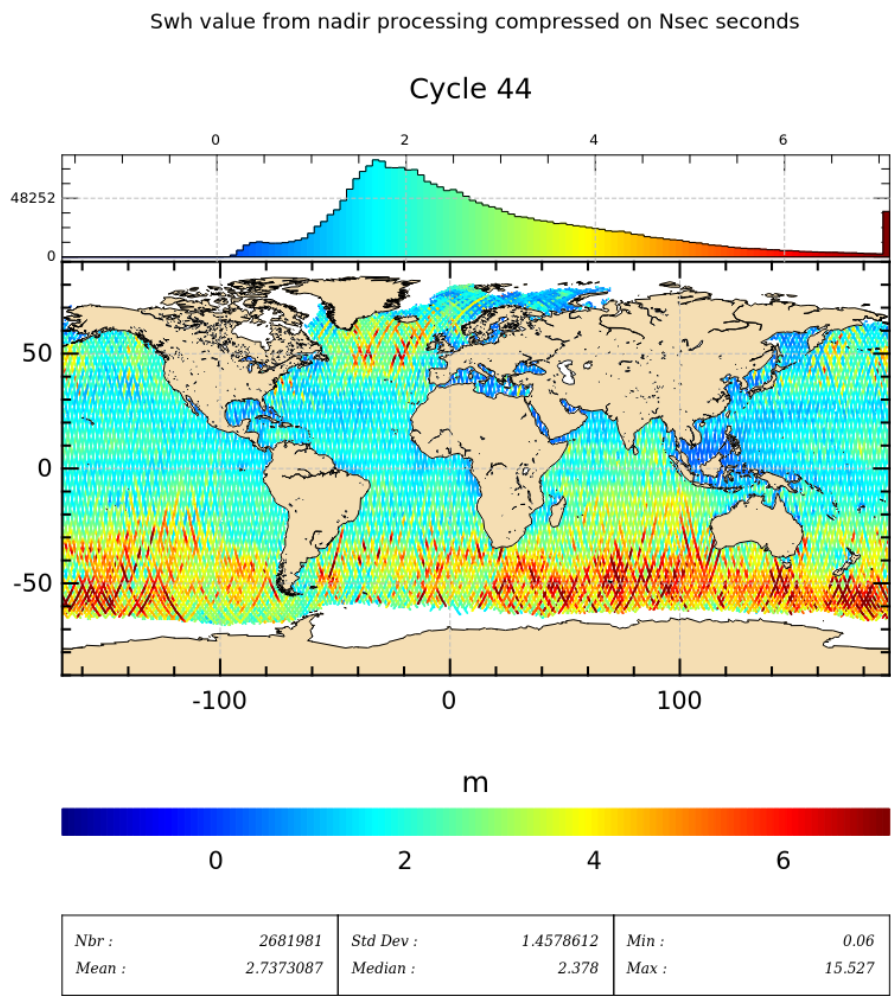 Swh value from nadir processing compressed on Nsec seconds
Cycle 44
0 2 4 6
48252
0
50
0
-50
-100 0 100
m
0 2 4 6
Nbr : 2681981 Std Dev : 1.4578612 Min : 0.06
Mean : 2.7373087 Median : 2.378 Max : 15.527